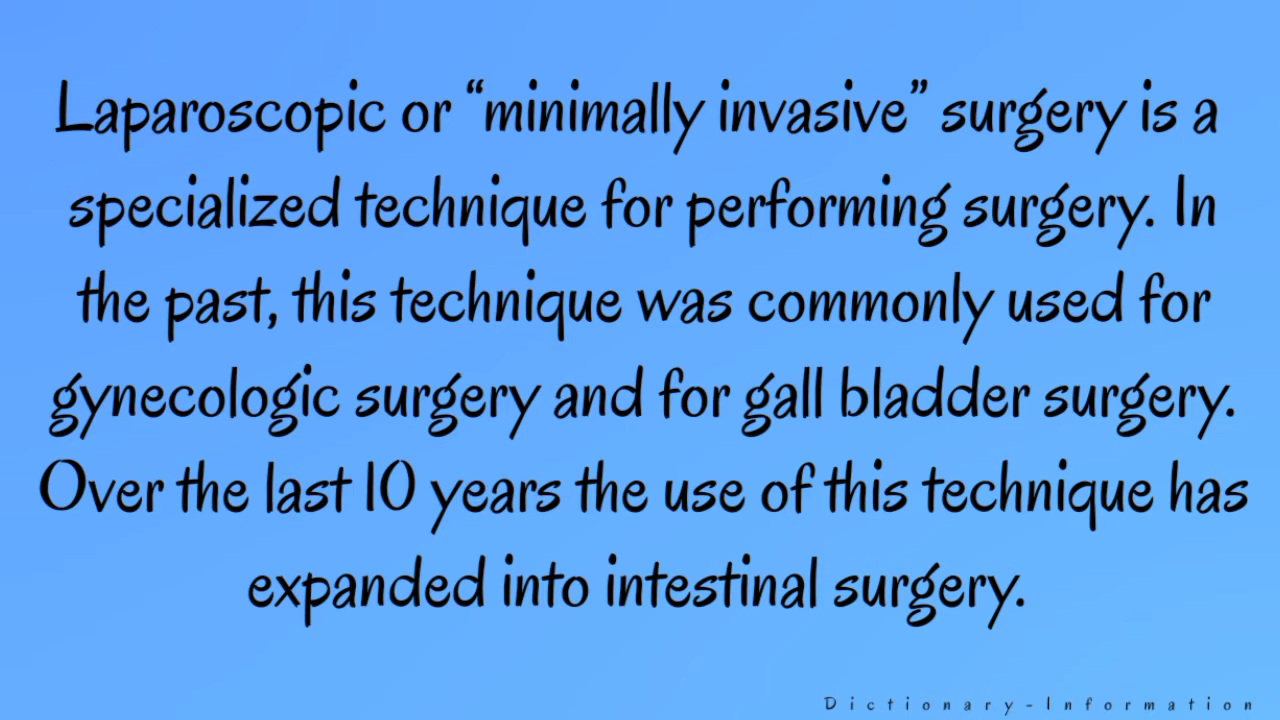 Laparoscopic or “minimally invasive” surgery is a
specialized technique for performing surgery. In
the past, this technique was commonly used for
gynecologic surgery and for gall bladder surgery.
Over the last 10 years the use of this technique has
expanded into intestinal surgery.
Dictionary-Information